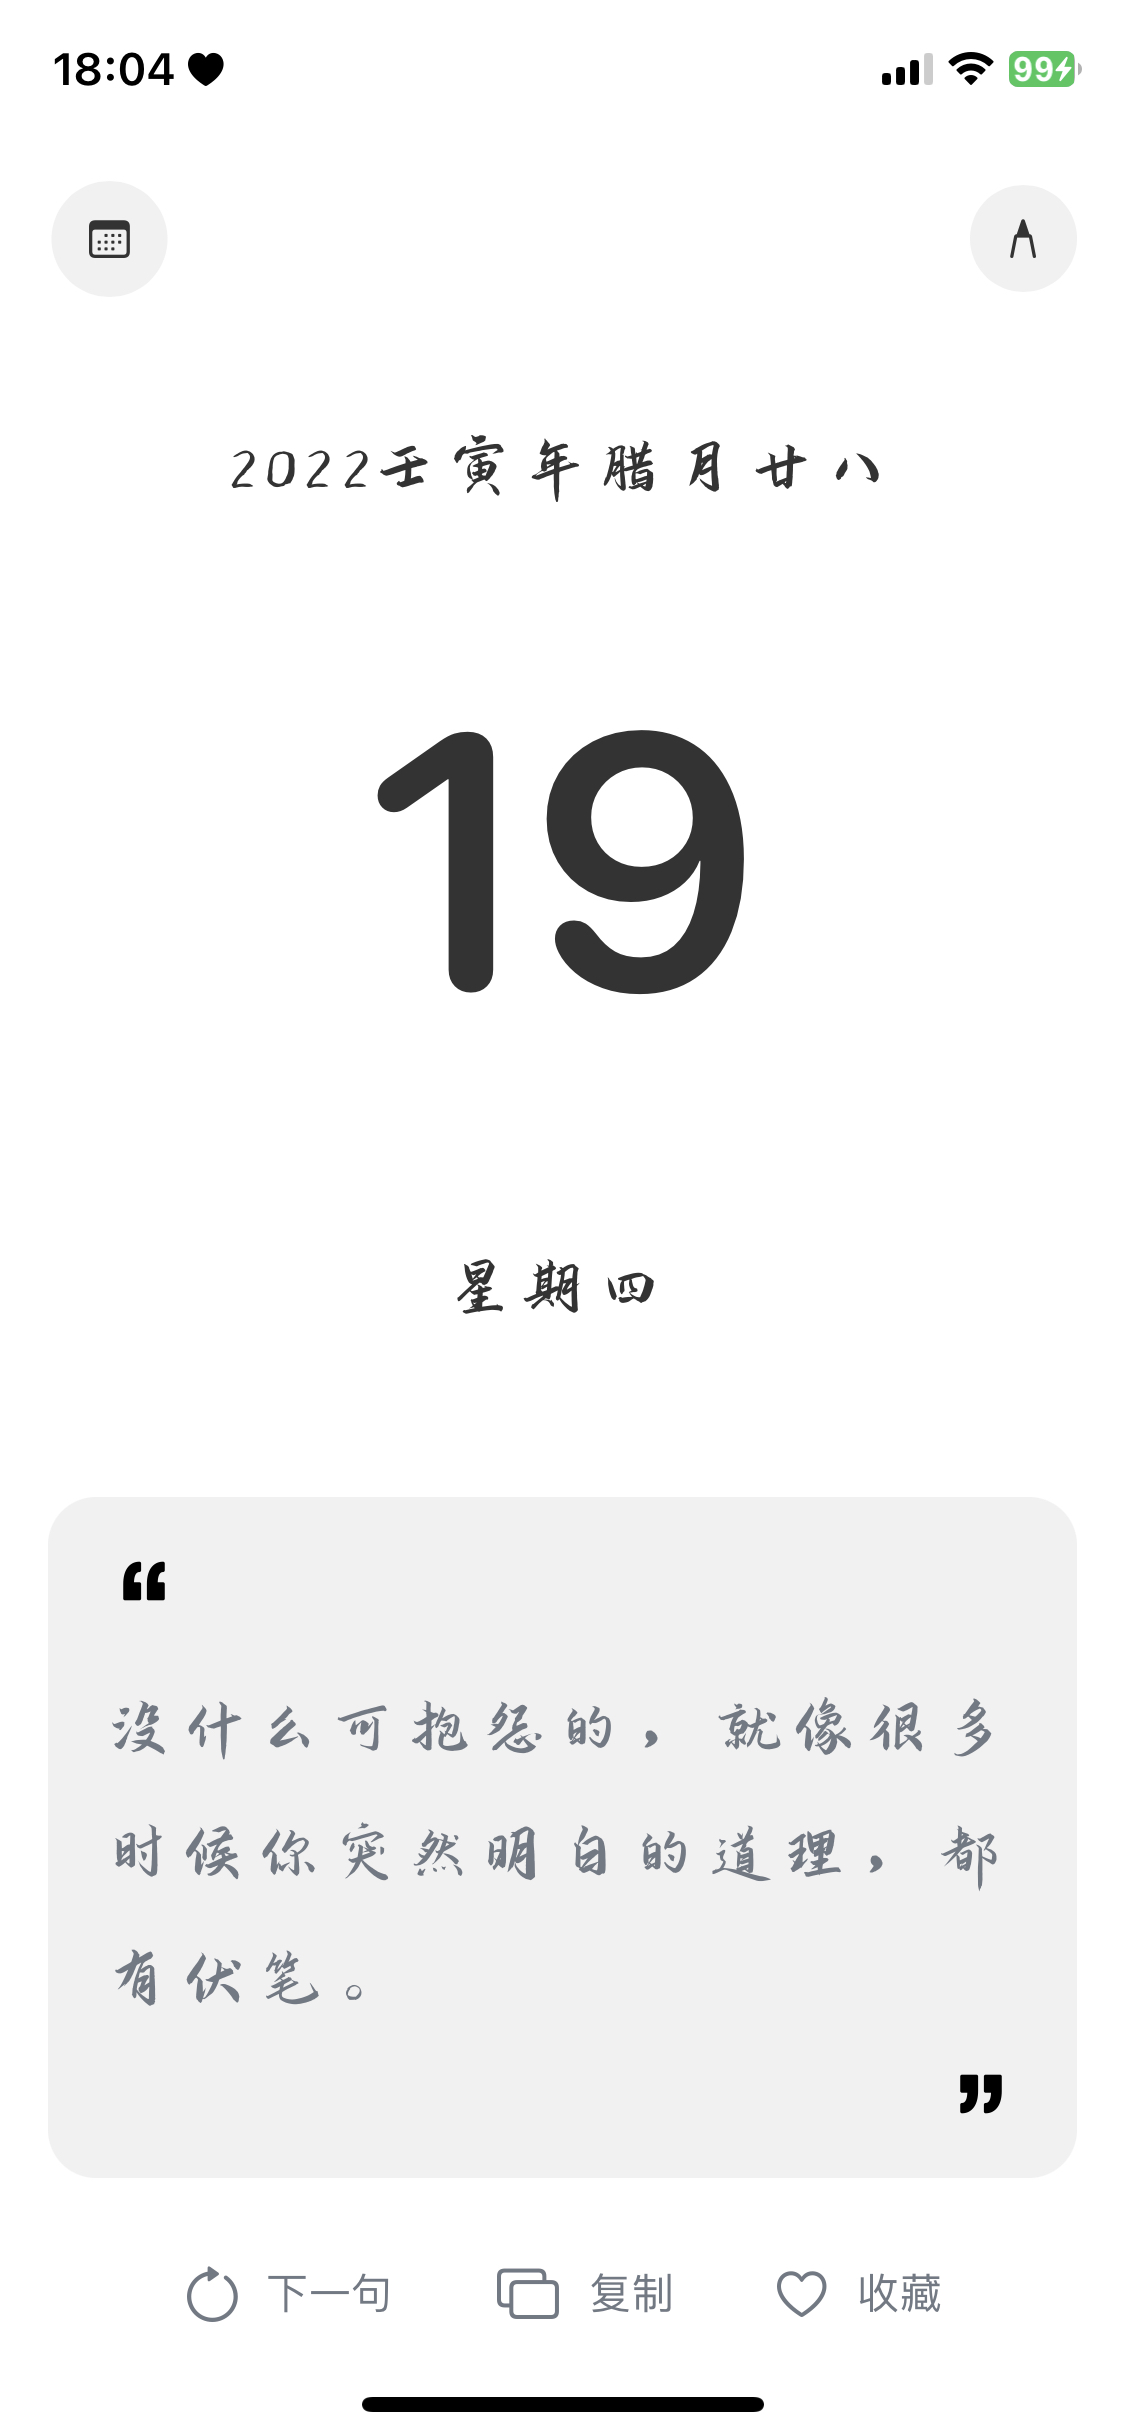 18:04
99
2022壬寅年腊月廿八
19
星期四
“
没什么可抱怨的，就像很多
时候你突然明白的道理，都
有伏笔。
”
下一句 复制 收藏